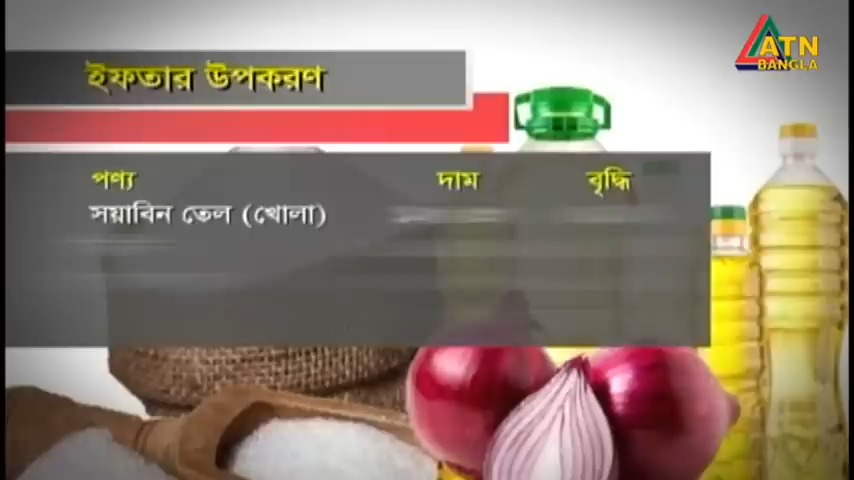 ATN
BANGLA
ইফতার উপকরণ
পণ্য দাম বৃদ্ধি
সয়াবিন তেল (খোলা)